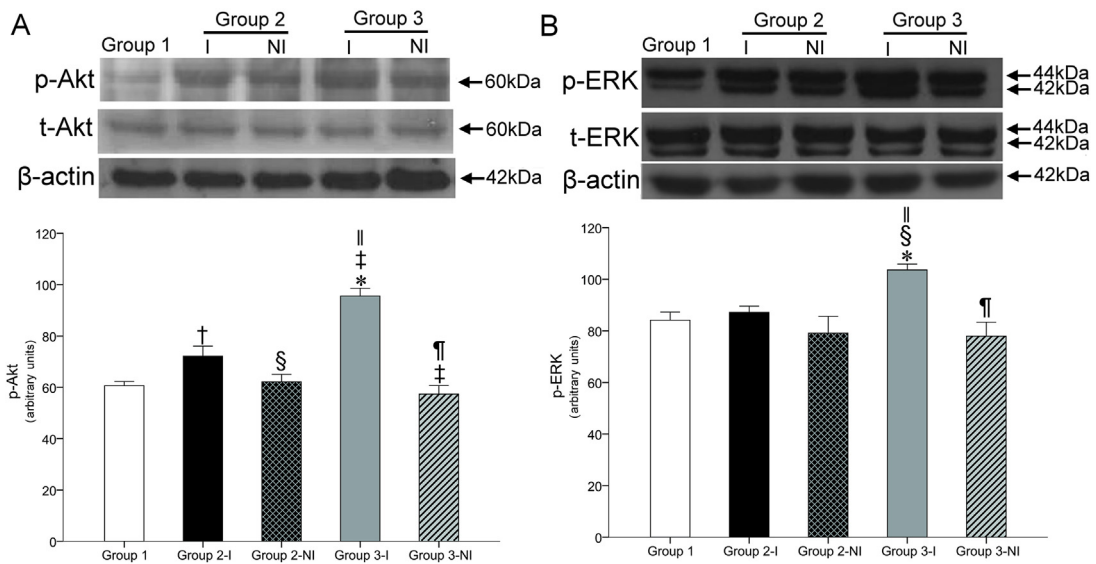 A
Group 2
Group 3
Group 1
I
NI
I
NI
p-Akt
60kDa
t-Akt
60kDa
β-actin
42kDa
120
100
80
60
40
20
0
p-Akt
(arbitrary units)
†
§
‖
‡
*
¶
‡
Group 1
Group 2-I
Group 2-NI
Group 3-I
Group 3-NI
B
Group 2
Group 3
Group 1
I
NI
I
NI
p-ERK
44kDa
42kDa
t-ERK
44kDa
42kDa
β-actin
42kDa
120
100
80
60
40
20
0
p-ERK
(arbitrary units)
‖
§
*
¶
Group 1
Group 2-I
Group 2-NI
Group 3-I
Group 3-NI